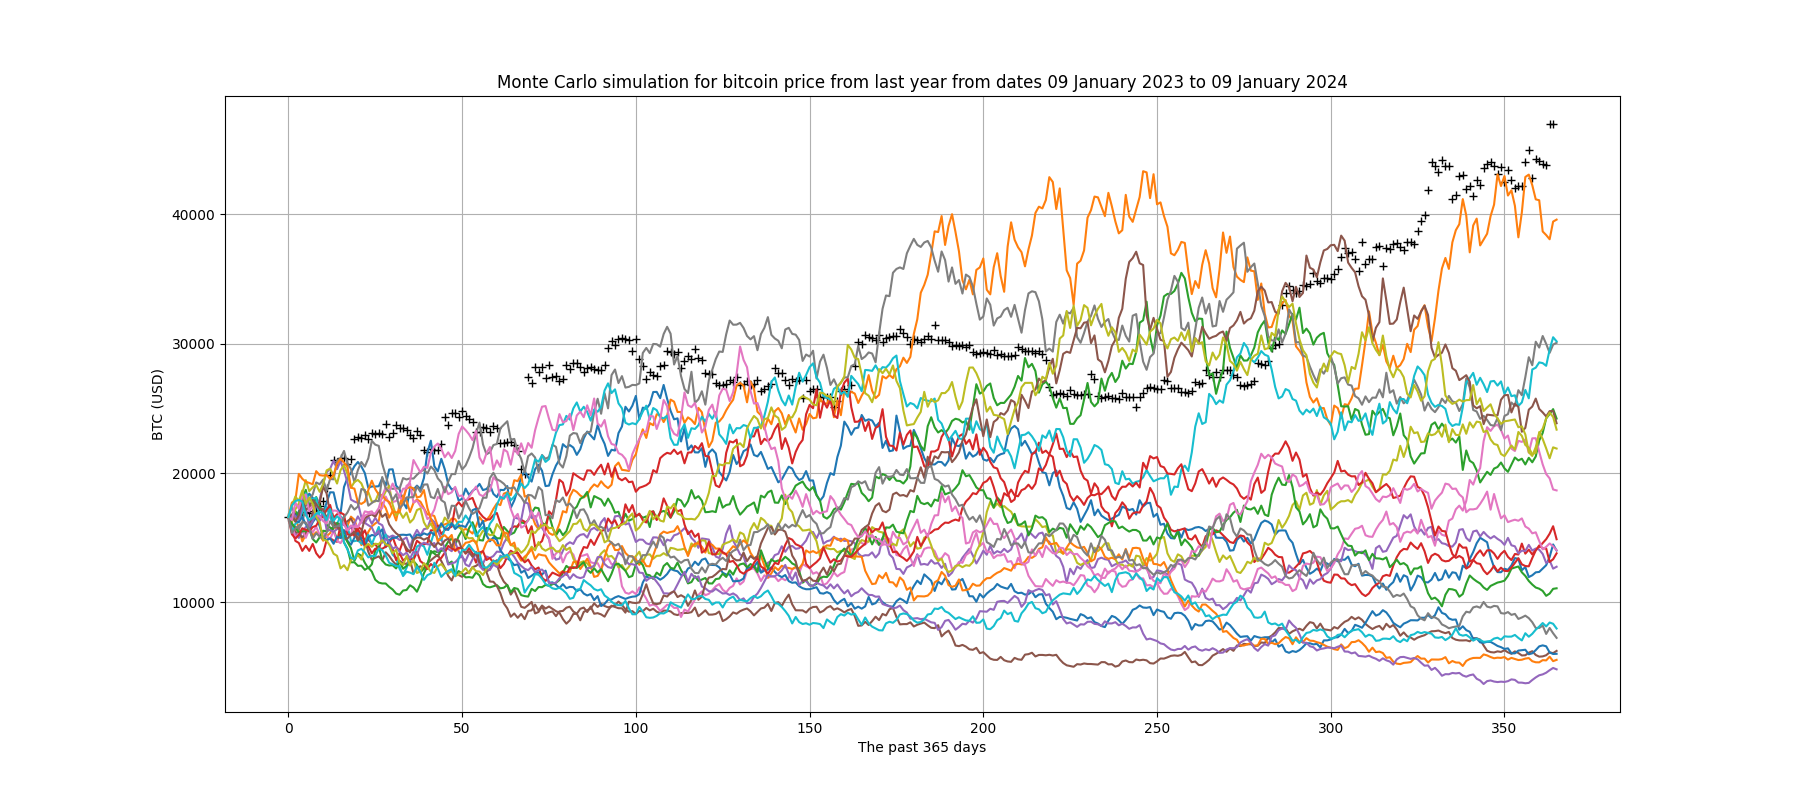 Monte Carlo simulation for bitcoin price from last year from dates 09 January 2023 to 09 January 2024
BTC (USD)
40000
30000
20000
10000
0 50 100 150 200 250 300 350
The past 365 days